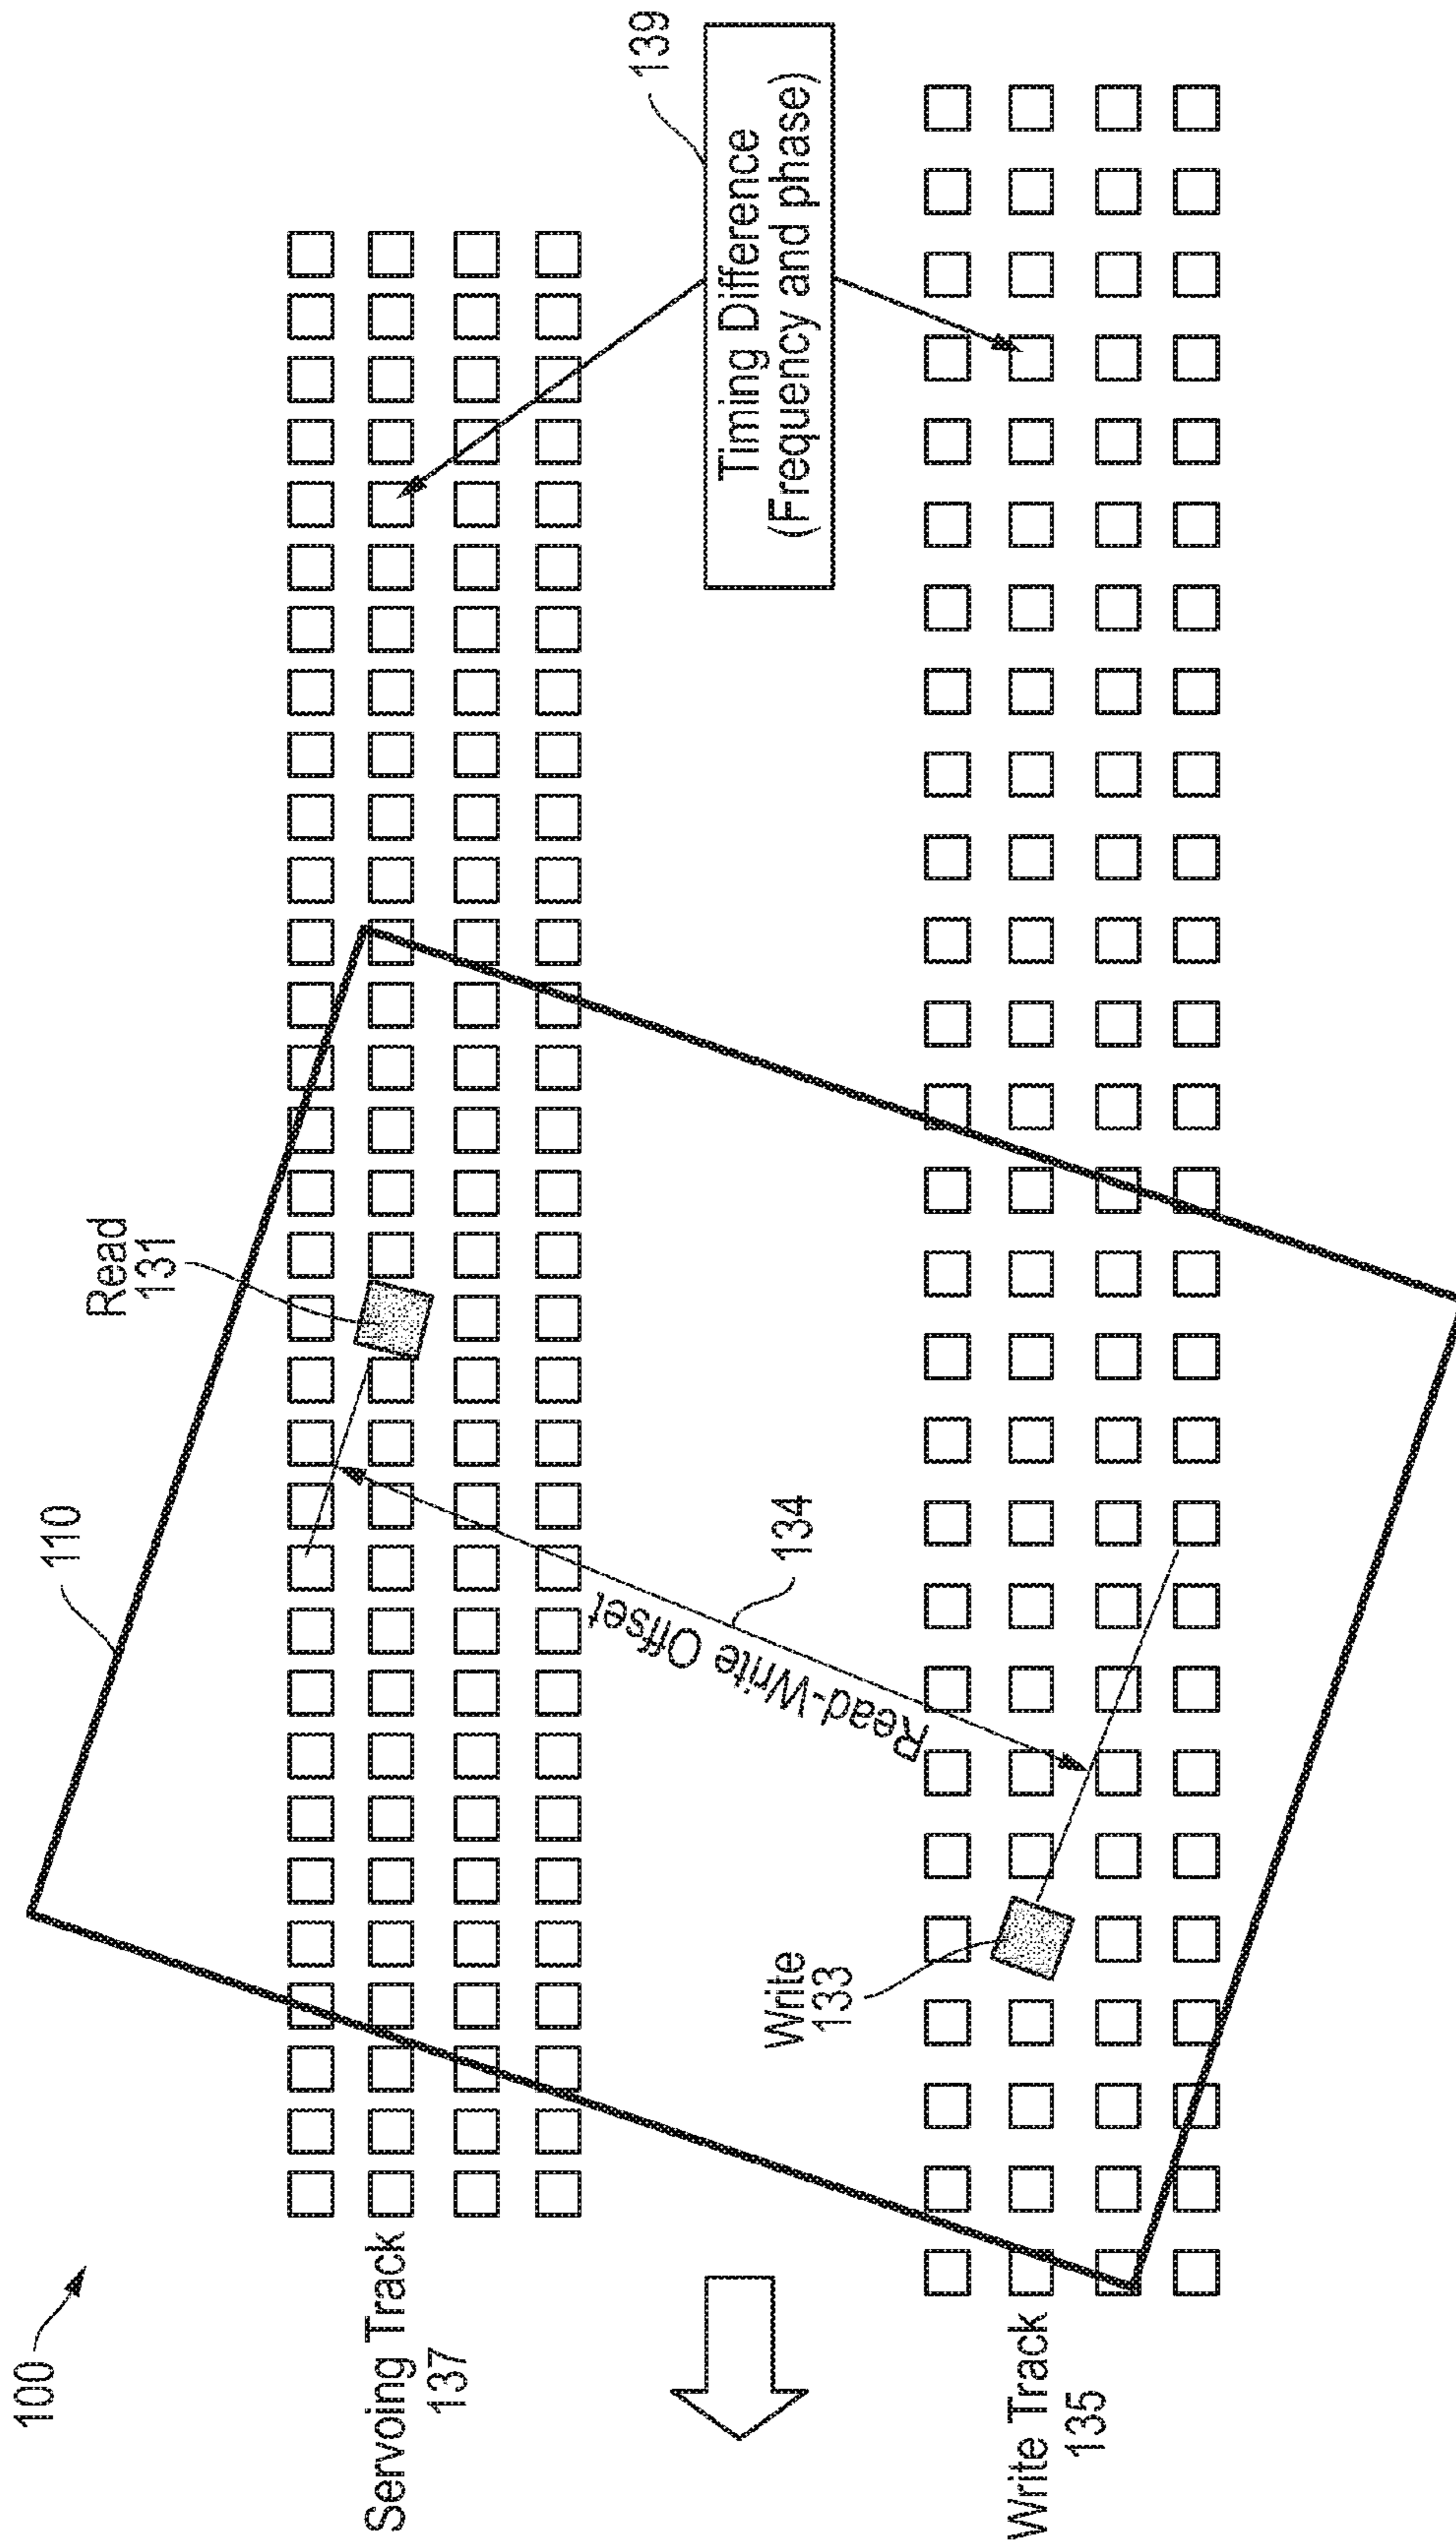 100
110
Read
131
139
Servoing Track
137
Timing Difference
(Frequency and phase)
Read-Write Offset
134
Write
133
Write Track
135